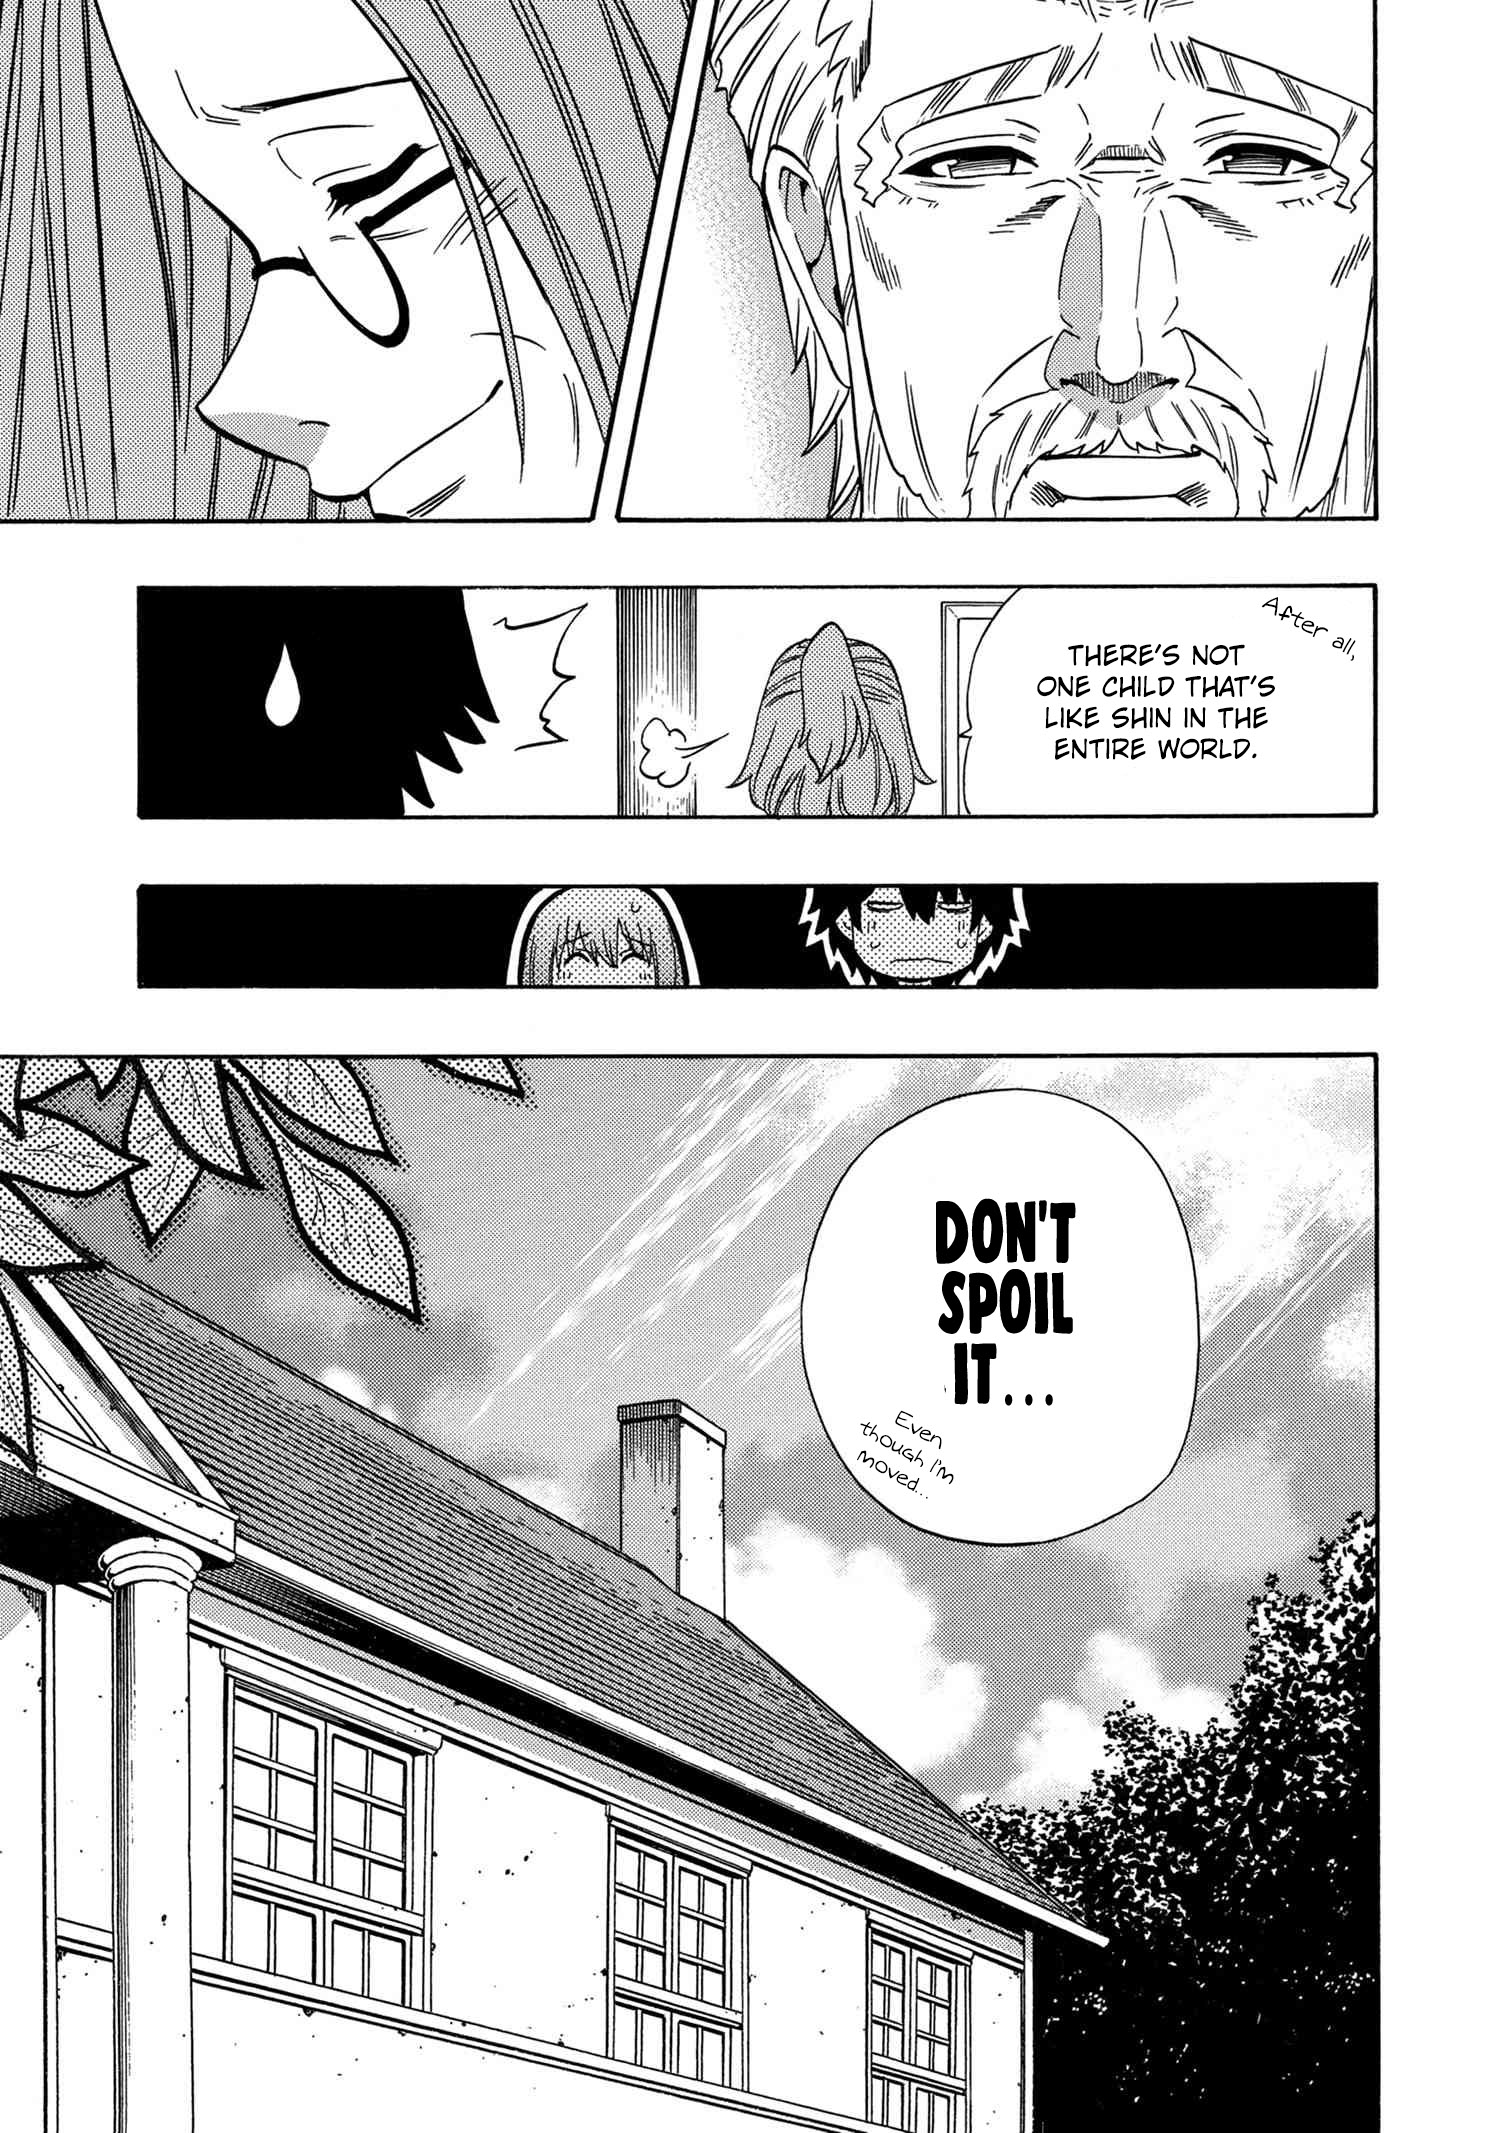 After all,
THERE'S NOT
ONE CHILD THAT'S
LIKE SHIN IN THE
ENTIRE WORLD.
DON'T
SPOIL
IT...
Even
though I'm
moved...